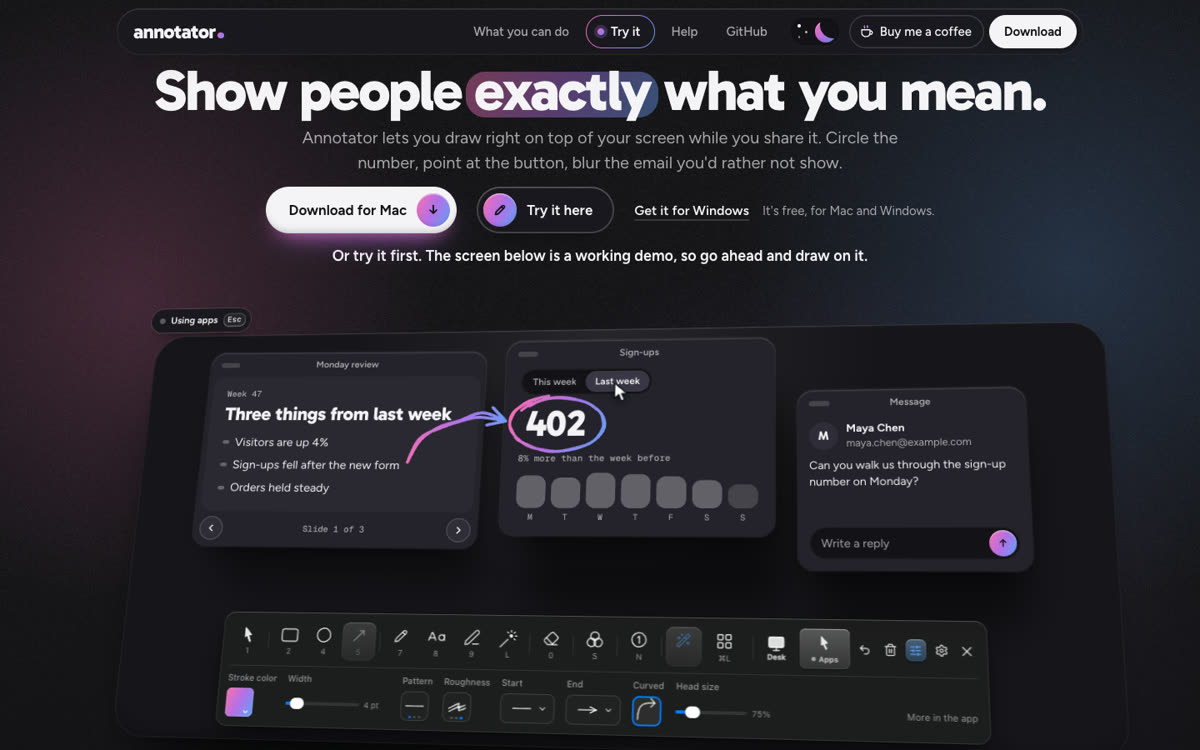 annotator.
What you can do
Try it
Help
GitHub
Buy me a coffee
Download
Show people exactly what you mean.
Annotator lets you draw right on top of your screen while you share it. Circle the
number, point at the button, blur the email you'd rather not show.
Download for Mac
Try it here
Get it for Windows
It's free, for Mac and Windows.
Or try it first. The screen below is a working demo, so go ahead and draw on it.
Using apps Esc
Monday review
Week 47
Three things from last week
Visitors are up 4%
Sign-ups fell after the new form
Orders held steady
Slide 1 of 3
Sign-ups
This week
Last week
402
8% more than the week before
M T W T F S S
Message
M
Maya Chen
maya.chen@example.com
Can you walk us through the sign-up
number on Monday?
Write a reply
Aa
1
1 2 4 5 7 8 9 L 0 S N ⌘L
Desk
Apps
Stroke color
Width
4 pt
Pattern
Roughness
Start
End
Curved
Head size
75%
More in the app